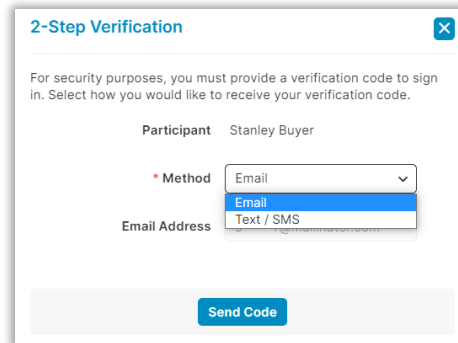 2-Step Verification
For security purposes, you must provide a verification code to sign
in. Select how you would like to receive your verification code.
Participant Stanley Buyer
* Method Email
Email
Text / SMS
Email Address
Send Code